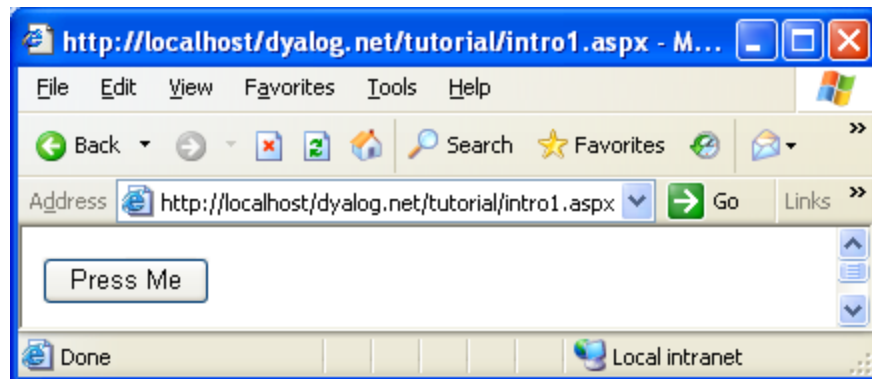 http://localhost/dyalog.net/tutorial/intro1.aspx - M...
File Edit View Favorites Tools Help
Back Search Favorites »
Address http://localhost/dyalog.net/tutorial/intro1.aspx Go Links »
Press Me
Done Local intranet